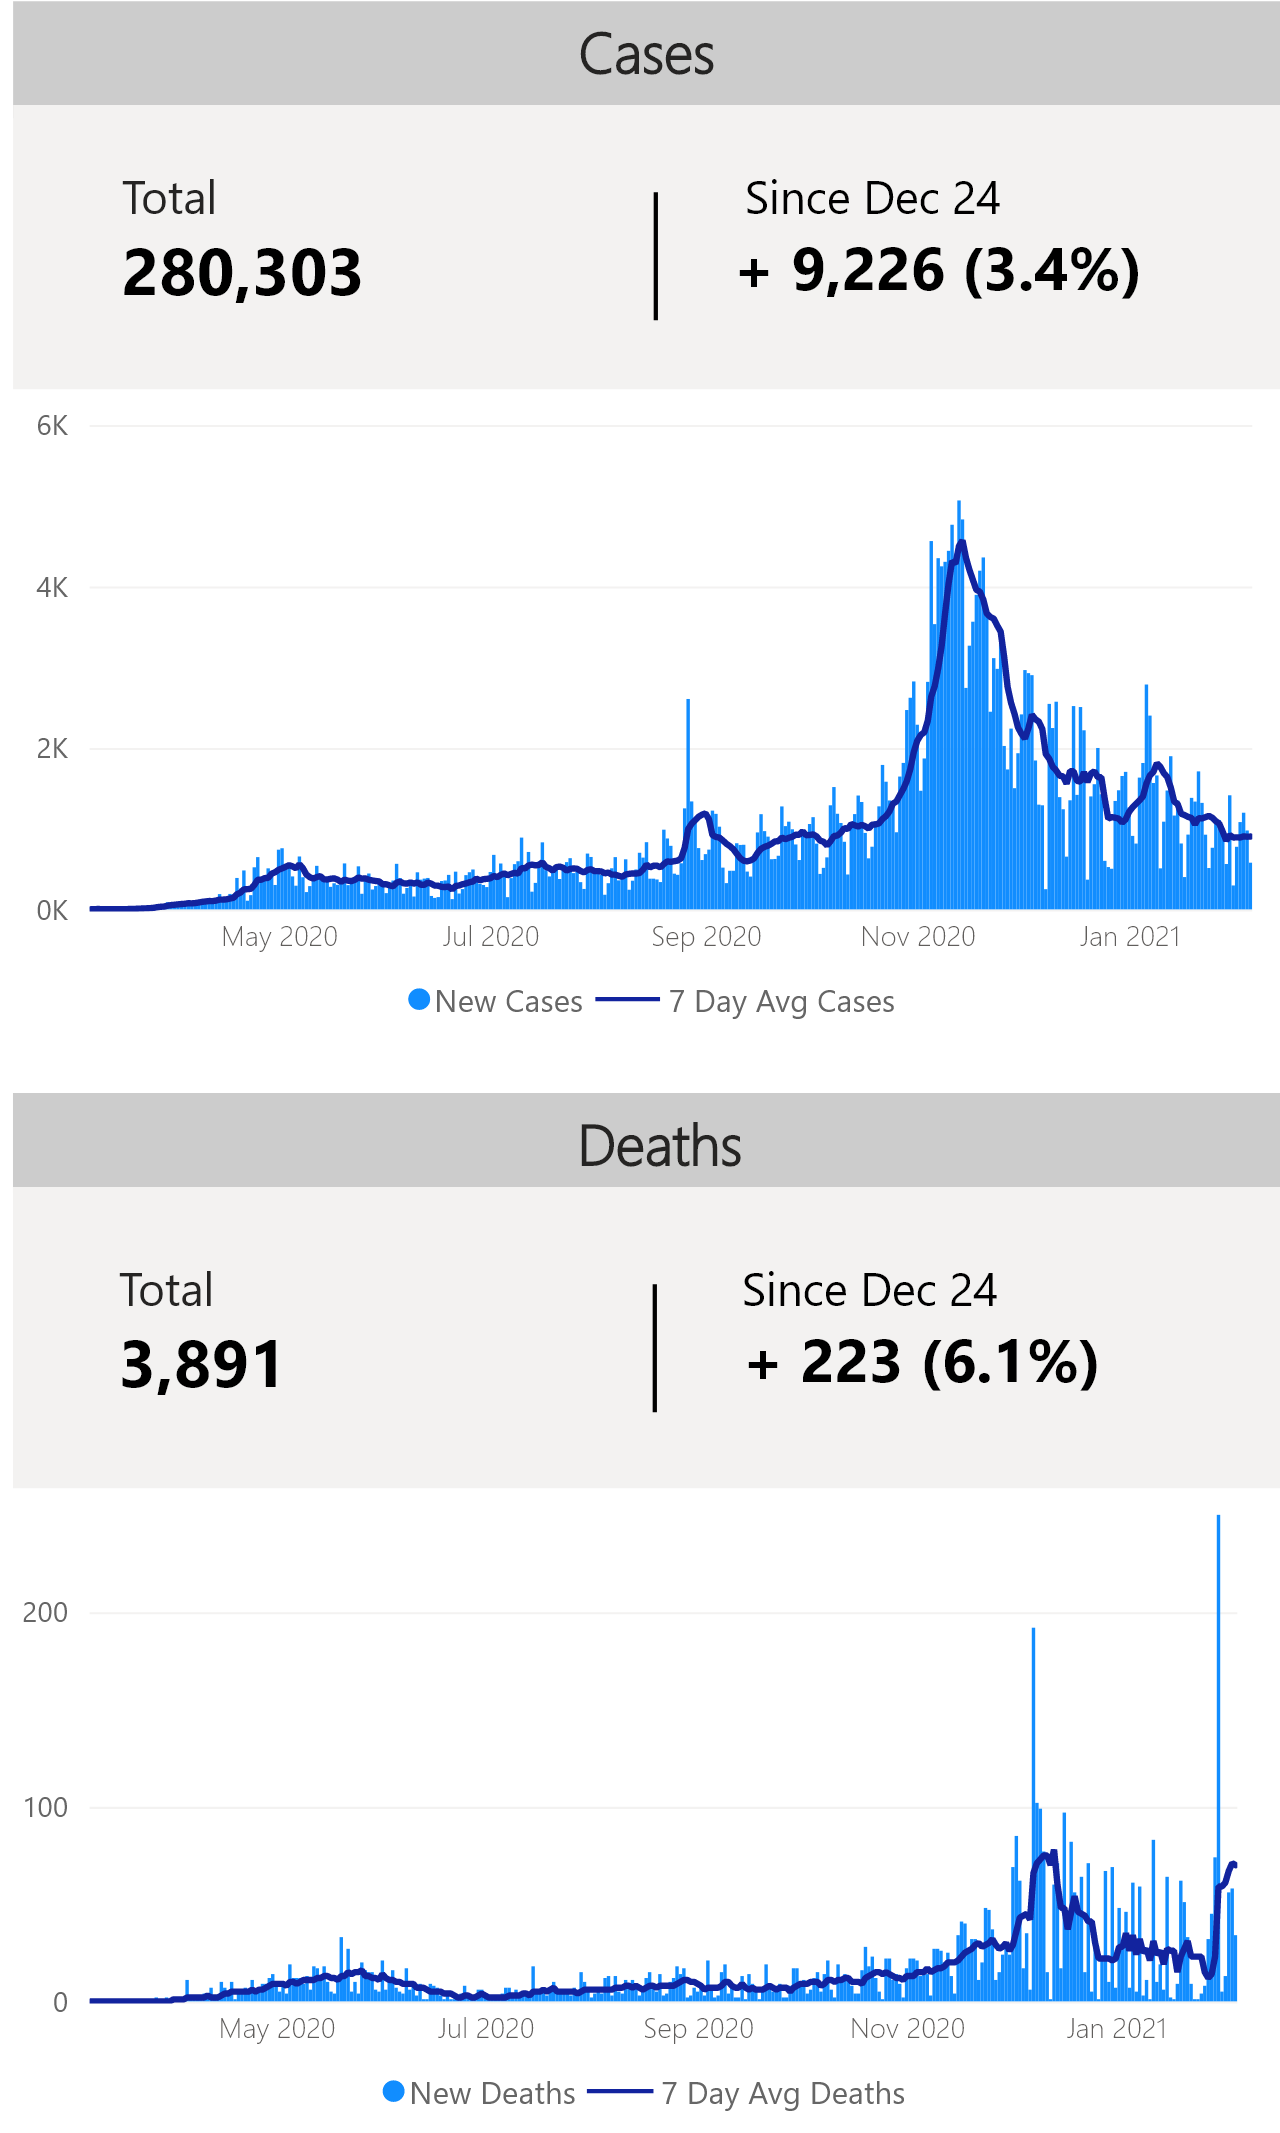 Cases
Total
Since Dec 24
280,303
+ 9,226 (3.4%)
6K
4K
2K
0K
May 2020
Jul 2020
Sep 2020
Nov 2020
Jan 2021
New Cases
7 Day Avg Cases
Deaths
Total
Since Dec 24
3,891
+ 223 (6.1%)
200
100
0
May 2020
Jul 2020
Sep 2020
Nov 2020
Jan 2021
New Deaths
7 Day Avg Deaths